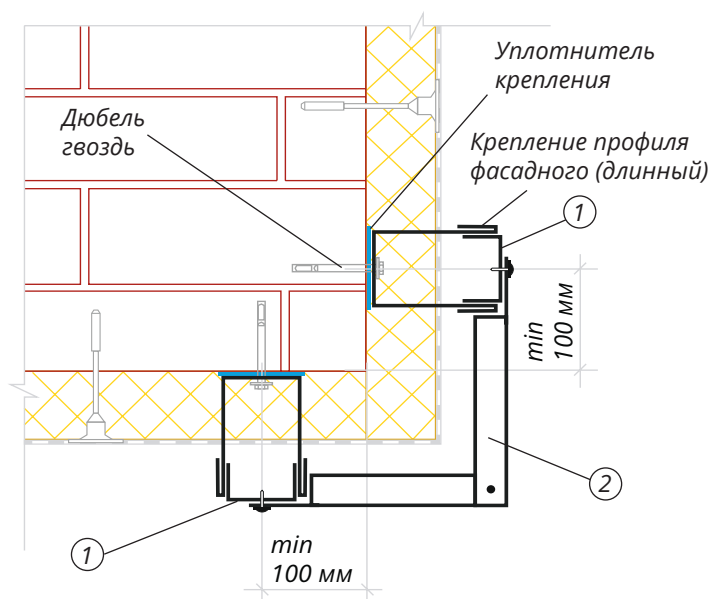 Уплотнитель
крепления
Дюбель
гвоздь
Крепление профиля
фасадного (длинный)
1
min
100 мм
2
1
min
100 мм